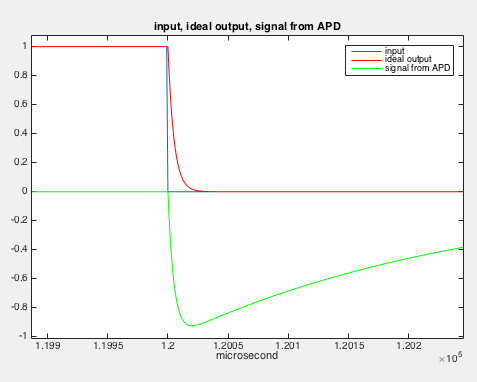 input, ideal output, signal from APD
input
ideal output
signal from APD
1
0.8
0.6
0.4
0.2
0
-0.2
-0.4
-0.6
-0.8
-1
1.199 1.1995 1.2 1.2005 1.201 1.2015 1.202
microsecond
×10⁵